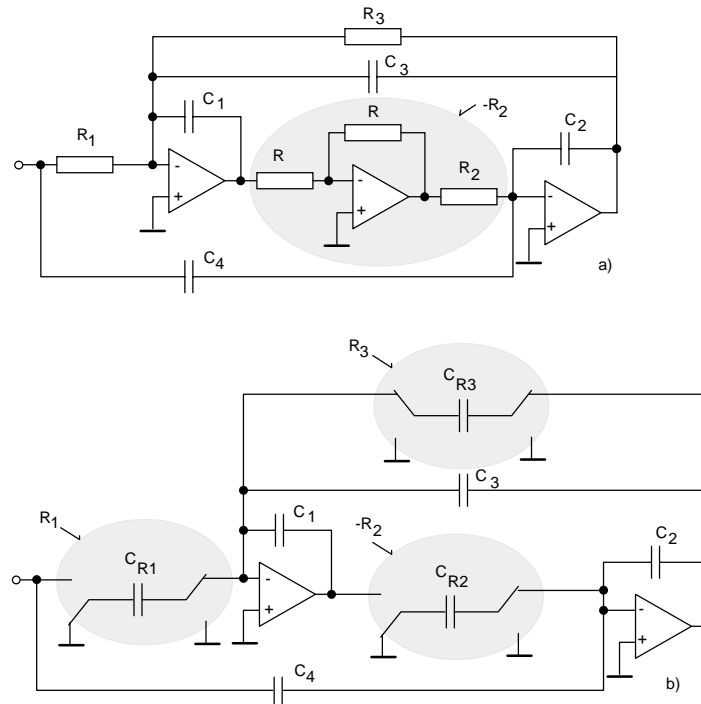 R3
C3
C1
R
-R2
R1
R
R2
C2
-
+
-
+
-
+
C4
a)
R3
CR3
C3
R1
C1
-R2
C2
CR1
CR2
-
+
-
+
C4
b)